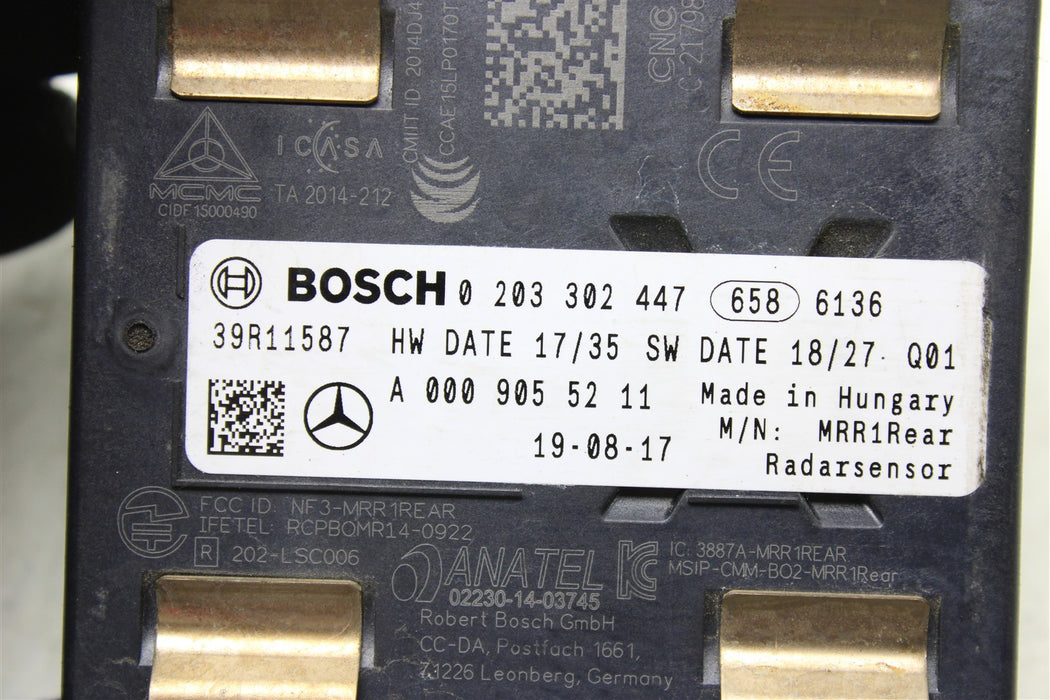 CMIIT ID: 2014DJ4
CCAE15LP0170T
CNC
C-21798
MCMC
CIDF15000490
ICASA
TA 2014-212
CE
BOSCH 0 203 302 447 658 6136
39R11587 HW DATE 17/35 SW DATE 18/27 Q01
A 000 905 52 11 Made in Hungary
19-08-17 M/N: MRR1Rear
Radarsensor
FCC ID: NF3-MRR1REAR
IFETEL: RCPBOMR14-0922
R 202-LSC006
ANATEL
02230-14-03745
IC: 3887A-MRR1REAR
MSIP-CMM-BO2-MRR1Rear
Robert Bosch GmbH
CC-DA, Postfach 1661,
71226 Leonberg, Germany